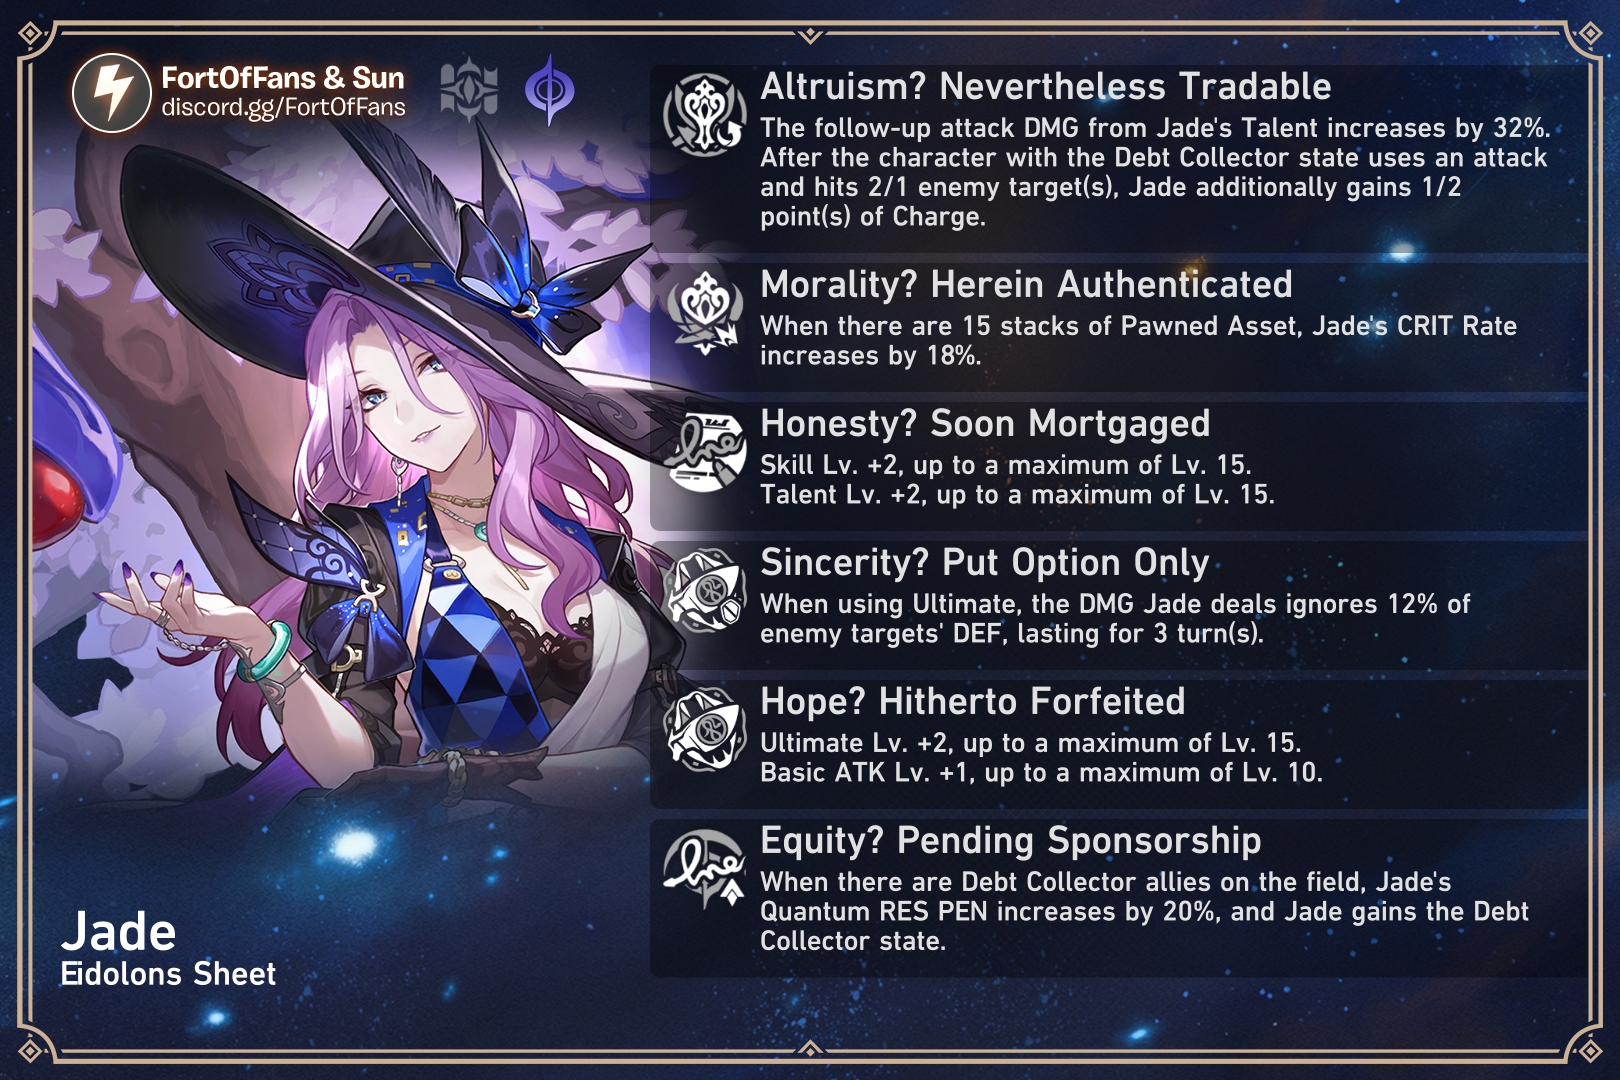 FortOfFans & Sun
discord.gg/FortOfFans
Altruism? Nevertheless Tradable
The follow-up attack DMG from Jade's Talent increases by 32%.
After the character with the Debt Collector state uses an attack
and hits 2/1 enemy target(s), Jade additionally gains 1/2
point(s) of Charge.
Morality? Herein Authenticated
When there are 15 stacks of Pawned Asset, Jade's CRIT Rate
increases by 18%.
Honesty? Soon Mortgaged
Skill Lv. +2, up to a maximum of Lv. 15.
Talent Lv. +2, up to a maximum of Lv. 15.
Sincerity? Put Option Only
When using Ultimate, the DMG Jade deals ignores 12% of
enemy targets' DEF, lasting for 3 turn(s).
Hope? Hitherto Forfeited
Ultimate Lv. +2, up to a maximum of Lv. 15.
Basic ATK Lv. +1, up to a maximum of Lv. 10.
Equity? Pending Sponsorship
When there are Debt Collector allies on the field, Jade's
Quantum RES PEN increases by 20%, and Jade gains the Debt
Collector state.
Jade
Eidolons Sheet